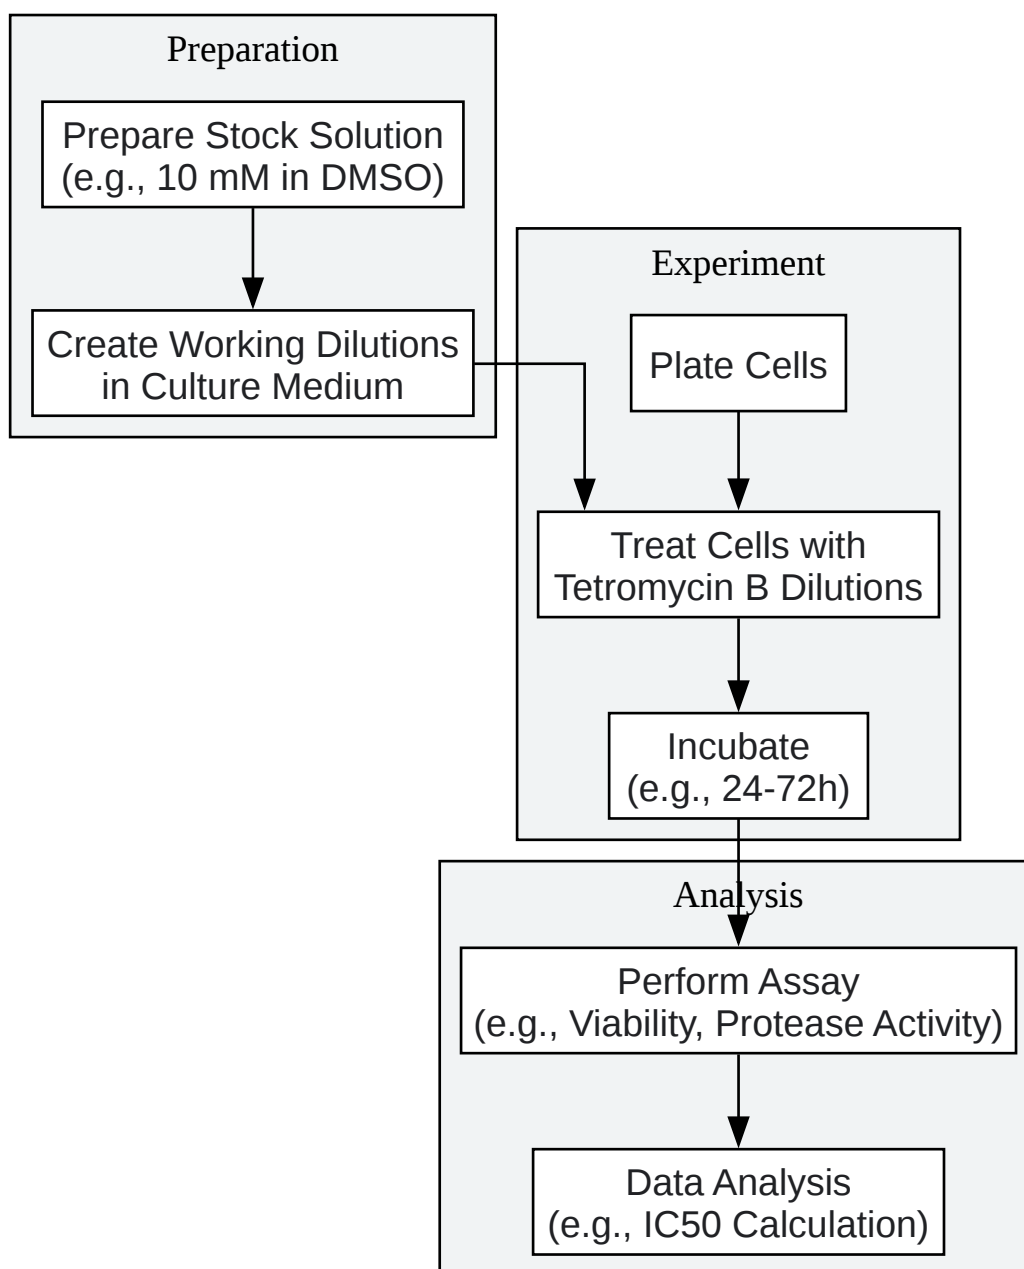 Preparation
Prepare Stock Solution
(e.g., 10 mM in DMSO)
Create Working Dilutions
in Culture Medium
Experiment
Plate Cells
Treat Cells with
Tetromycin B Dilutions
Incubate
(e.g., 24-72h)
Analysis
Perform Assay
(e.g., Viability, Protease Activity)
Data Analysis
(e.g., IC50 Calculation)